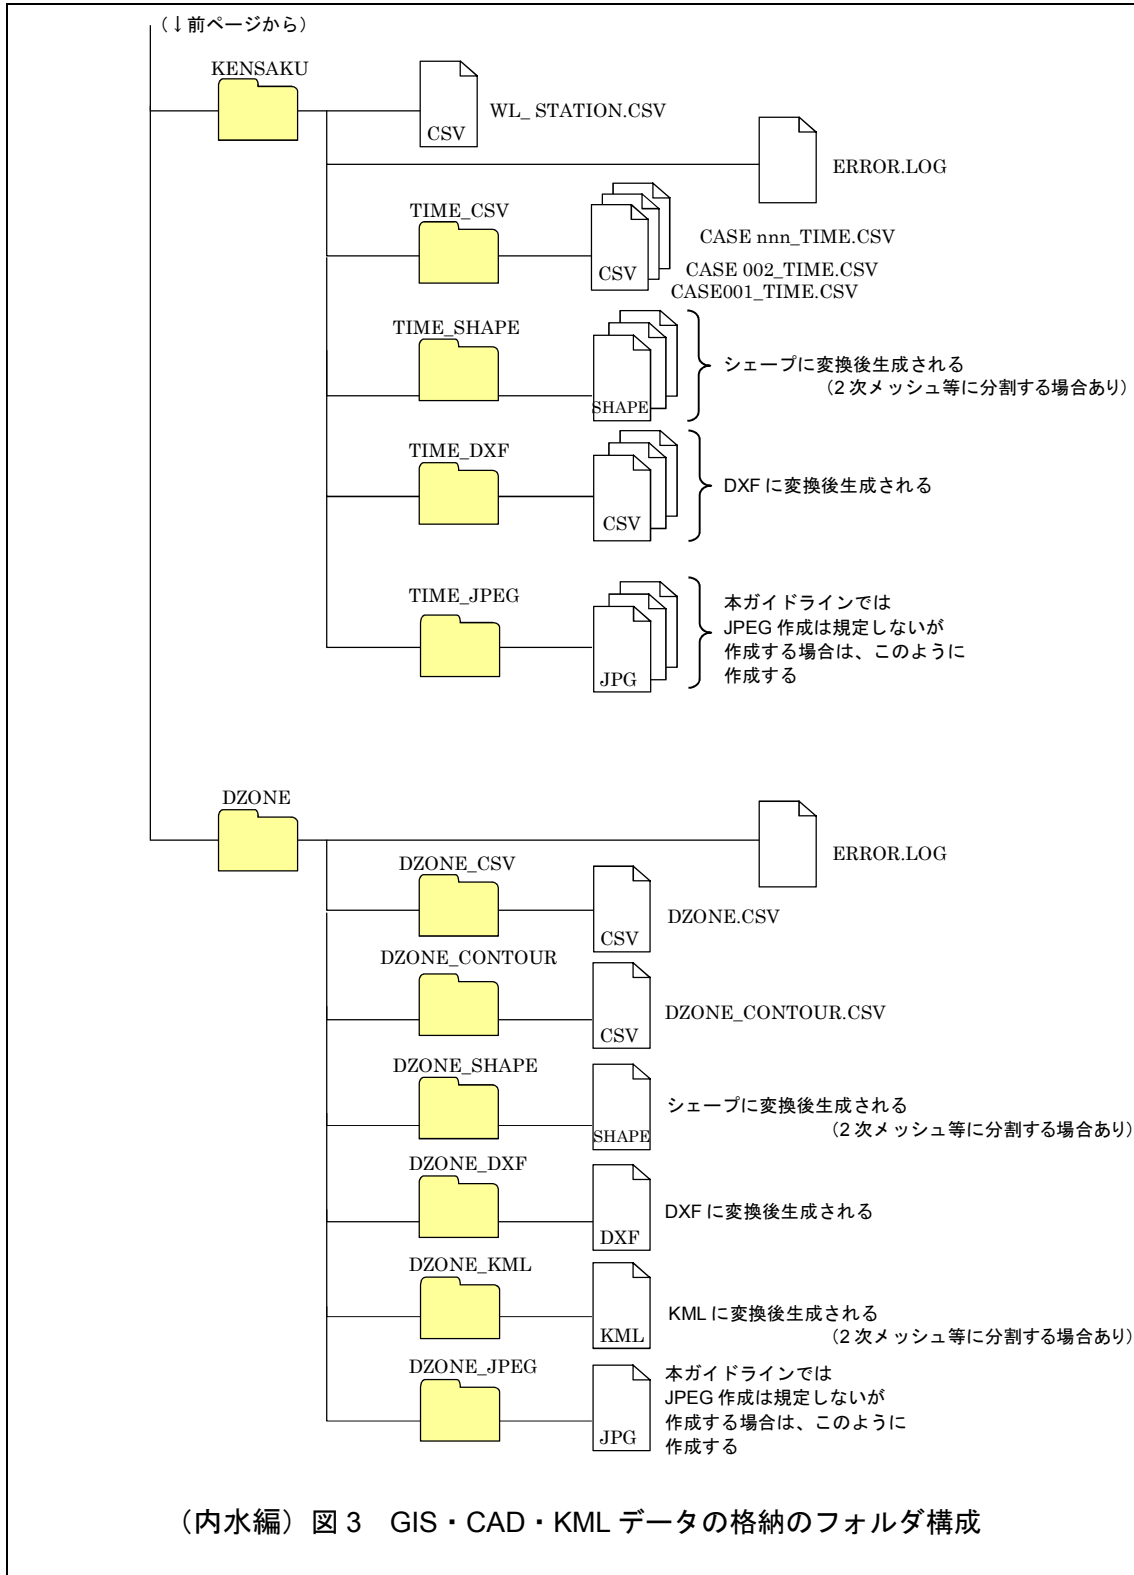 （↓前ページから）
KENSAKU
CSV
WL_ STATION.CSV
ERROR.LOG
TIME_CSV
CSV
CASE nnn_TIME.CSV
CASE 002_TIME.CSV
CASE001_TIME.CSV
TIME_SHAPE
SHAPE
シェープに変換後生成される
（2 次メッシュ等に分割する場合あり）
TIME_DXF
CSV
DXF に変換後生成される
TIME_JPEG
JPG
本ガイドラインでは
JPEG 作成は規定しないが
作成する場合は、このように
作成する
DZONE
ERROR.LOG
DZONE_CSV
CSV
DZONE.CSV
DZONE_CONTOUR
CSV
DZONE_CONTOUR.CSV
DZONE_SHAPE
SHAPE
シェープに変換後生成される
（2 次メッシュ等に分割する場合あり）
DZONE_DXF
DXF
DXF に変換後生成される
DZONE_KML
KML
KML に変換後生成される
（2 次メッシュ等に分割する場合あり）
DZONE_JPEG
JPG
本ガイドラインでは
JPEG 作成は規定しないが
作成する場合は、このように
作成する
（内水編）図 3　GIS・CAD・KML データの格納のフォルダ構成